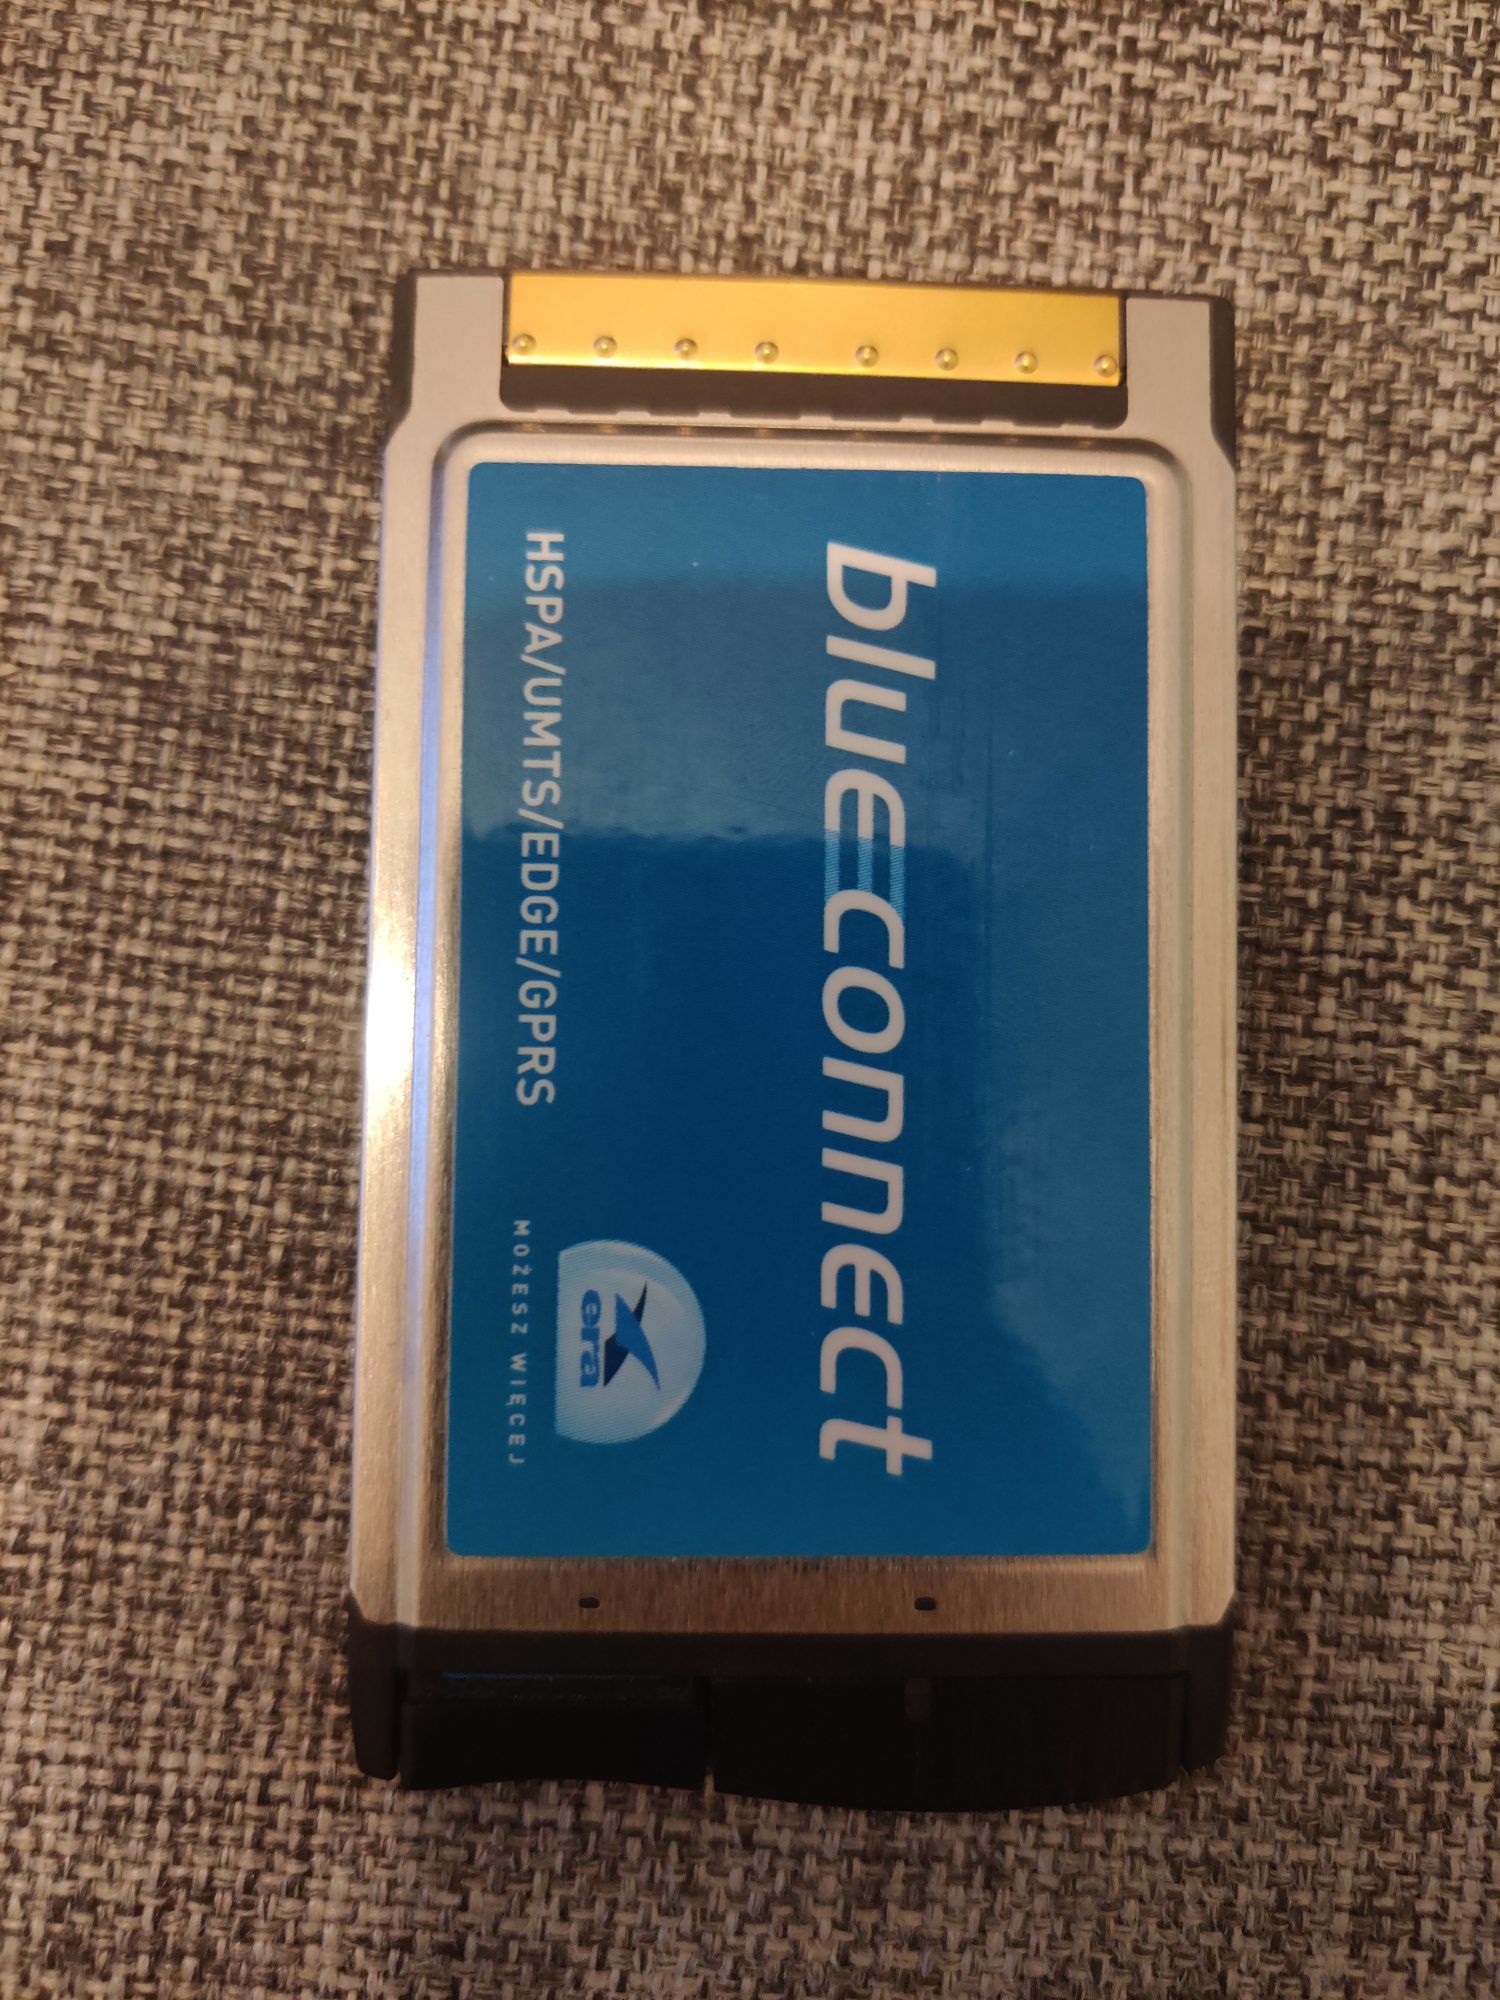 blueconnect
era
HSPA/UMTS/EDGE/GPRS
MOŻESZ WIĘCEJ